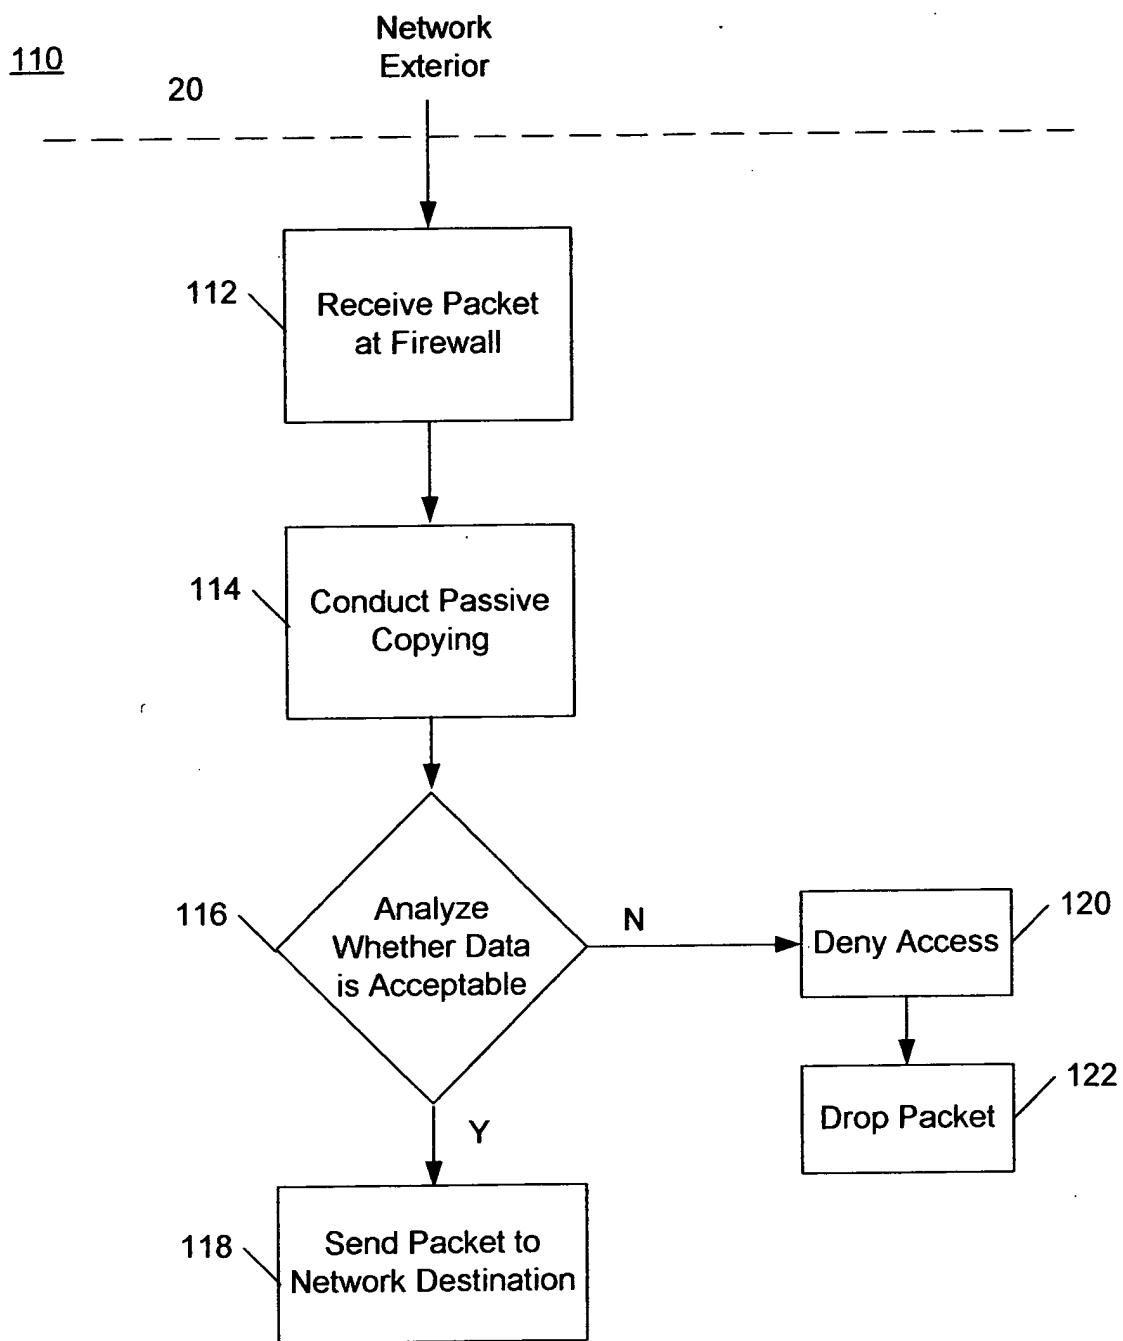 Network
Exterior
110
20
112
Receive Packet
at Firewall
114
Conduct Passive
Copying
116
Analyze
Whether Data
is Acceptable
N
120
Deny Access
122
Drop Packet
Y
118
Send Packet to
Network Destination